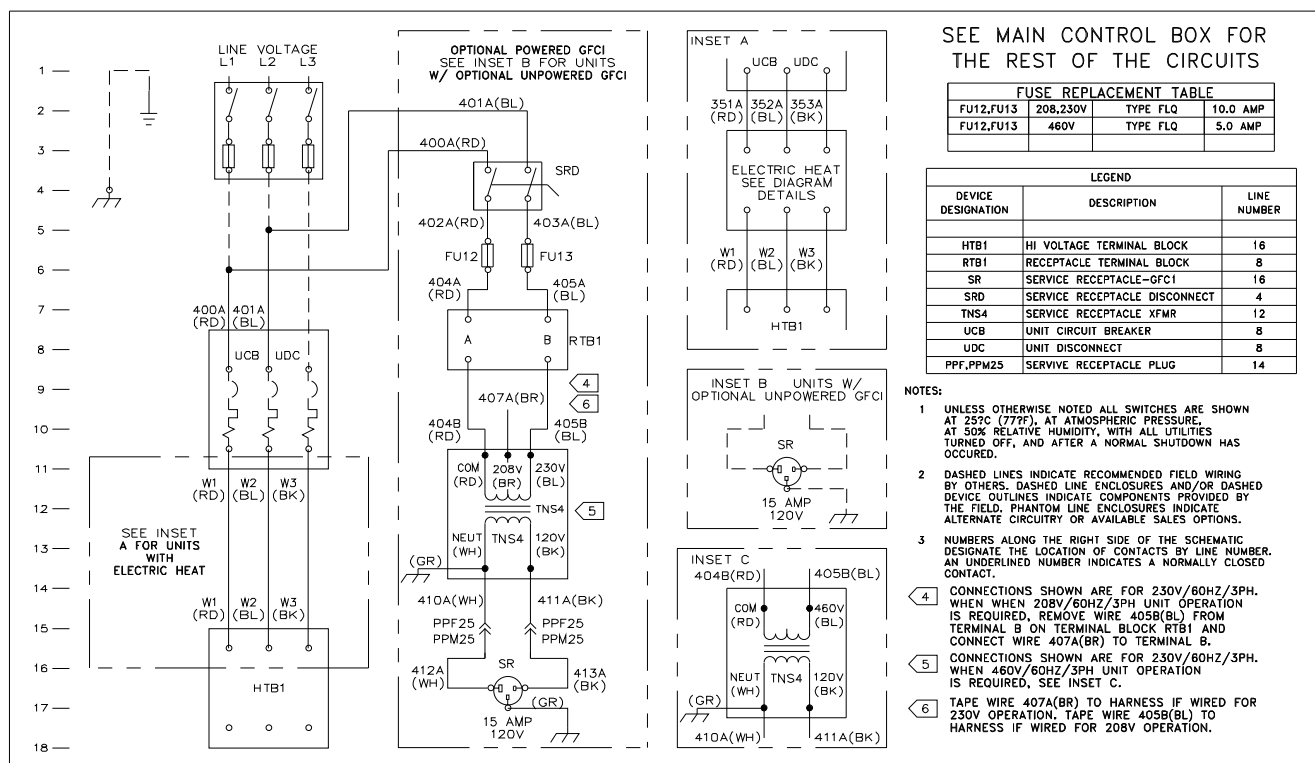 LINE VOLTAGE
L1 L2 L3
1
2
3
4
5
6
7
8
9
10
11
12
13
14
15
16
17
18
400A 401A
(RD) (BL)
UCB UDC
W1 W2 W3
(RD) (BL) (BK)
SEE INSET
A FOR UNITS
WITH
ELECTRIC HEAT
W1 W2 W3
(RD) (BL) (BK)
HTB1
OPTIONAL POWERED GFCI
SEE INSET B FOR UNITS
W/ OPTIONAL UNPOWERED GFCI
401A(BL)
400A(RD)
SRD
402A(RD) 403A(BL)
FU12 FU13
404A 405A
(RD) (BL)
A B RTB1
4
407A(BR) 6
404B 405B
(RD) (BL)
COM 208V 230V
(RD) (BR) (BL)
TNS4 5
NEUT TNS4 120V
(WH) (BK)
(GR)
410A(WH) 411A(BK)
PPF25 PPF25
PPM25 PPM25
412A SR 413A
(WH) (BK)
(GR)
15 AMP
120V
INSET A
UCB UDC
351A 352A 353A
(RD) (BL) (BK)
ELECTRIC HEAT
SEE DIAGRAM
DETAILS
W1 W2 W3
(RD) (BL) (BK)
HTB1
INSET B UNITS W/
OPTIONAL UNPOWERED GFCI
SR
15 AMP
120V
INSET C
404B(RD) 405B(BL)
COM 460V
(RD) (BL)
NEUT TNS4 120V
(WH) (BK)
(GR)
410A(WH) 411A(BK)
SEE MAIN CONTROL BOX FOR
THE REST OF THE CIRCUITS
FUSE REPLACEMENT TABLE
FU12,FU13 208,230V TYPE FLQ 10.0 AMP
FU12,FU13 460V TYPE FLQ 5.0 AMP
LEGEND
DEVICE DESCRIPTION LINE
DESIGNATION NUMBER
HTB1 HI VOLTAGE TERMINAL BLOCK 16
RTB1 RECEPTACLE TERMINAL BLOCK 8
SR SERVICE RECEPTACLE-GFC1 16
SRD SERVICE RECEPTACLE DISCONNECT 4
TNS4 SERVICE RECEPTACLE XFMR 12
UCB UNIT CIRCUIT BREAKER 8
UDC UNIT DISCONNECT 8
PPF,PPM25 SERVIVE RECEPTACLE PLUG 14
NOTES:
1 UNLESS OTHERWISE NOTED ALL SWITCHES ARE SHOWN
AT 25?C (77?F), AT ATMOSPHERIC PRESSURE,
AT 50% RELATIVE HUMIDITY, WITH ALL UTILITIES
TURNED OFF, AND AFTER A NORMAL SHUTDOWN HAS
OCCURED.
2 DASHED LINES INDICATE RECOMMENDED FIELD WIRING
BY OTHERS. DASHED LINE ENCLOSURES AND/OR DASHED
DEVICE OUTLINES INDICATE COMPONENTS PROVIDED BY
THE FIELD. PHANTOM LINE ENCLOSURES INDICATE
ALTERNATE CIRCUITRY OR AVAILABLE SALES OPTIONS.
3 NUMBERS ALONG THE RIGHT SIDE OF THE SCHEMATIC
DESIGNATE THE LOCATION OF CONTACTS BY LINE NUMBER.
AN UNDERLINED NUMBER INDICATES A NORMALLY CLOSED
CONTACT.
4 CONNECTIONS SHOWN ARE FOR 230V/60HZ/3PH.
WHEN WHEN 208V/60HZ/3PH UNIT OPERATION
IS REQUIRED, REMOVE WIRE 405B(BL) FROM
TERMINAL B ON TERMINAL BLOCK RTB1 AND
CONNECT WIRE 407A(BR) TO TERMINAL B.
5 CONNECTIONS SHOWN ARE FOR 230V/60HZ/3PH.
WHEN 460V/60HZ/3PH UNIT OPERATION
IS REQUIRED, SEE INSET C.
6 TAPE WIRE 407A(BR) TO HARNESS IF WIRED FOR
230V OPERATION. TAPE WIRE 405B(BL) TO
HARNESS IF WIRED FOR 208V OPERATION.